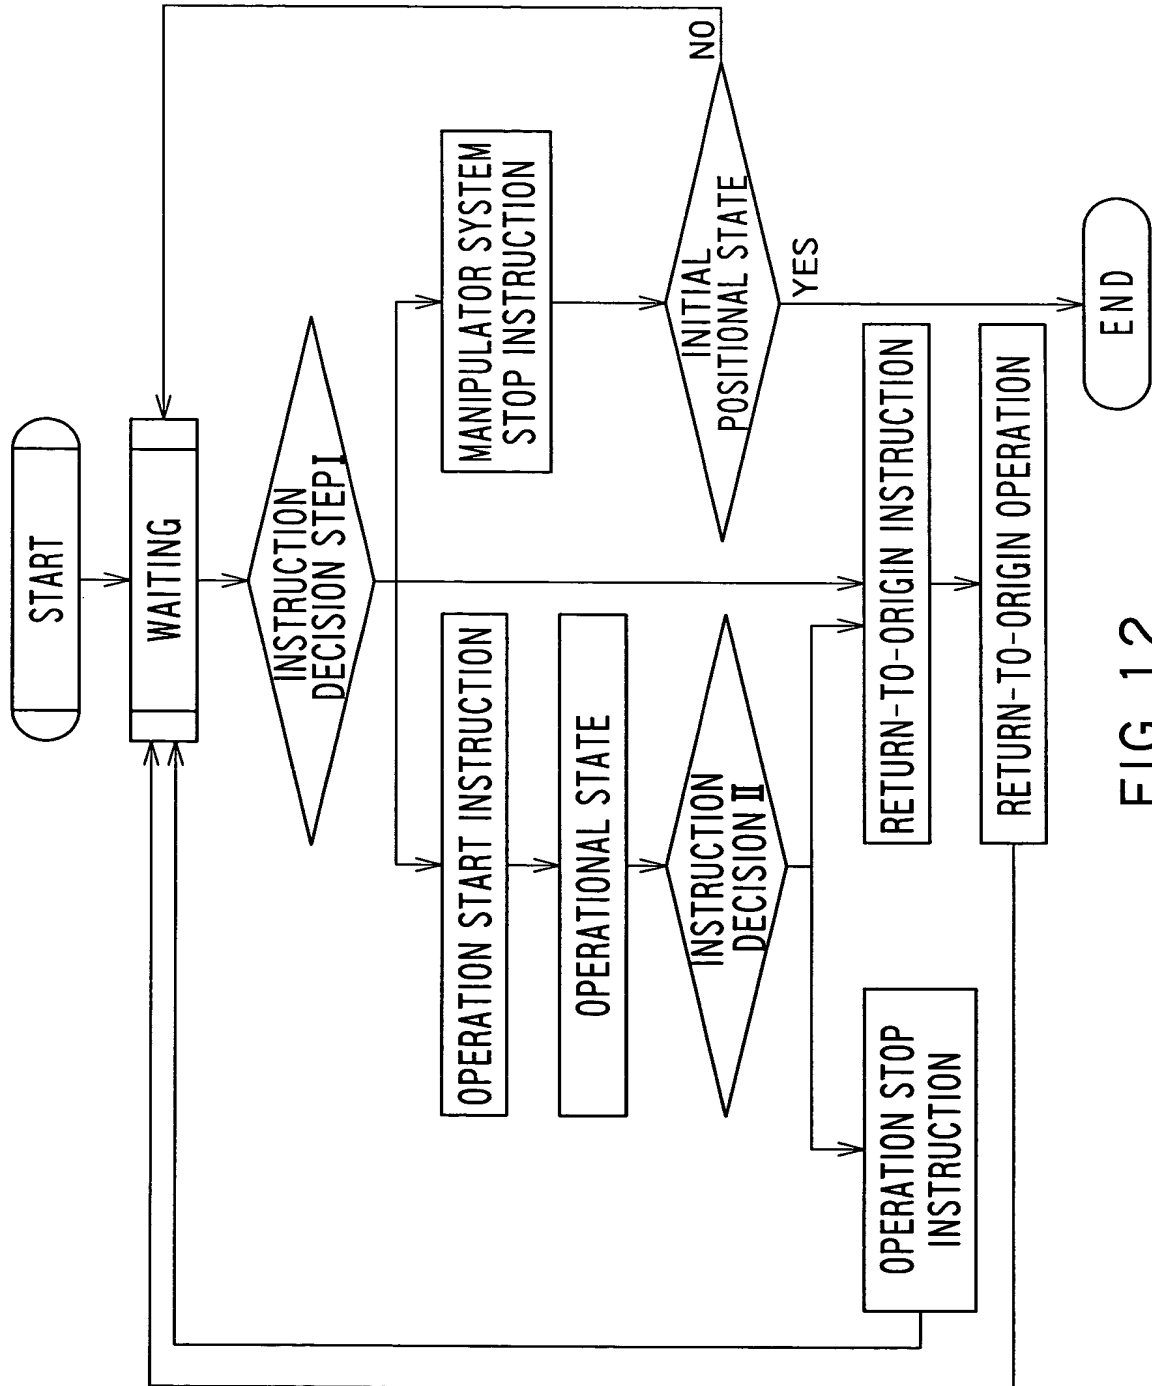 START
WAITING
INSTRUCTION
DECISION STEP I
OPERATION START INSTRUCTION
MANIPULATOR SYSTEM
STOP INSTRUCTION
OPERATIONAL STATE
INSTRUCTION
DECISION II
INITIAL
POSITIONAL STATE
NO
YES
OPERATION STOP
INSTRUCTION
RETURN-TO-ORIGIN INSTRUCTION
RETURN-TO-ORIGIN OPERATION
END
FIG. 12